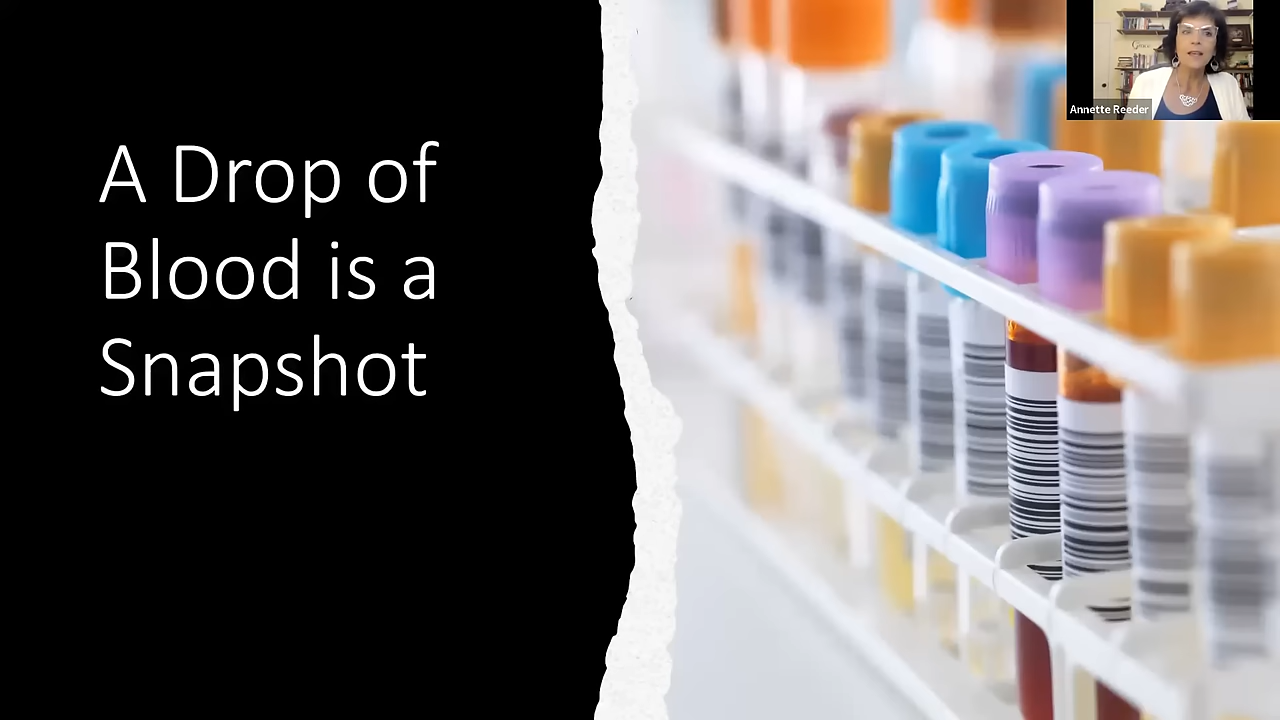 A Drop of
Blood is a
Snapshot
Annette Reeder